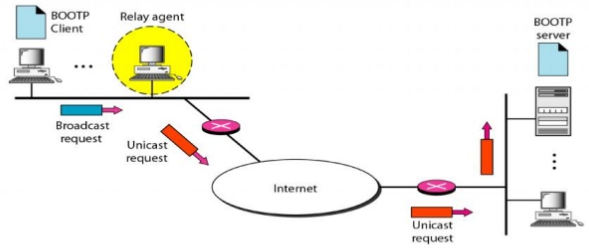 BOOTP
Client
Relay agent
BOOTP
server
Broadcast
request
Unicast
request
Internet
Unicast
request